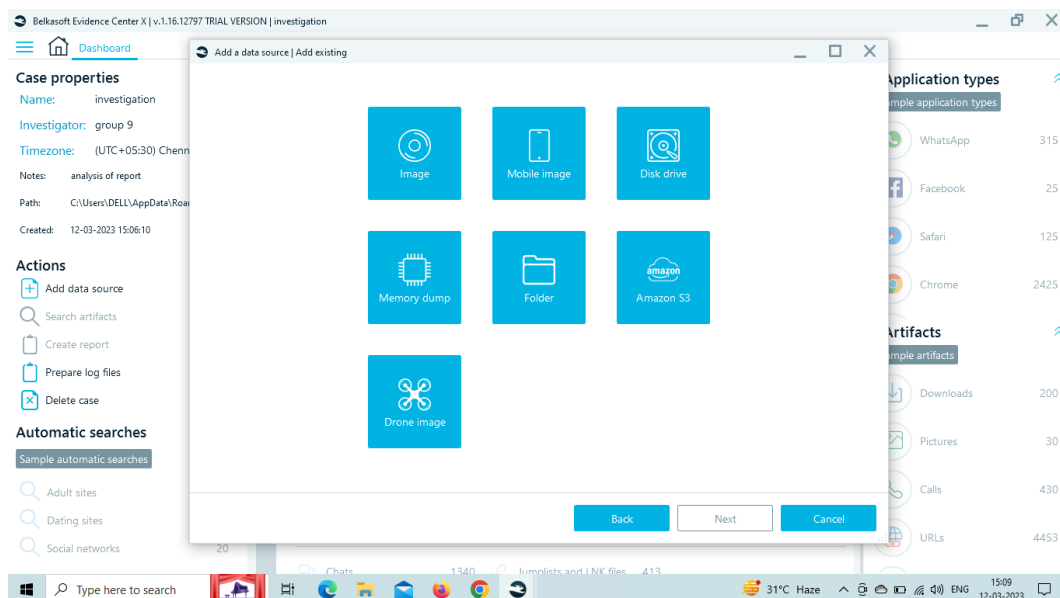 Belkasoft Evidence Center X | v.1.16.12797 TRIAL VERSION | investigation
Dashboard
Add a data source | Add existing
Case properties
Name: investigation
Investigator: group 9
Timezone: (UTC+05:30) Chenn
Notes: analysis of report
Path: C:\Users\DELL\AppData\Roa
Created: 12-03-2023 15:06:10
Actions
Add data source
Search artifacts
Create report
Prepare log files
Delete case
Automatic searches
Sample automatic searches
Adult sites
Dating sites
Social networks 20
Image
Mobile image
Disk drive
Memory dump
Folder
amazon
Amazon S3
Drone image
Back
Next
Cancel
Application types
mple application types
WhatsApp 315
Facebook 25
Safari 125
Chrome 2425
Artifacts
mple artifacts
Downloads 200
Pictures 30
Calls 430
URLs 4453
Chats 1340
Jumplists and LNK files 413
Type here to search
31°C Haze
ENG
15:09
12-03-2023